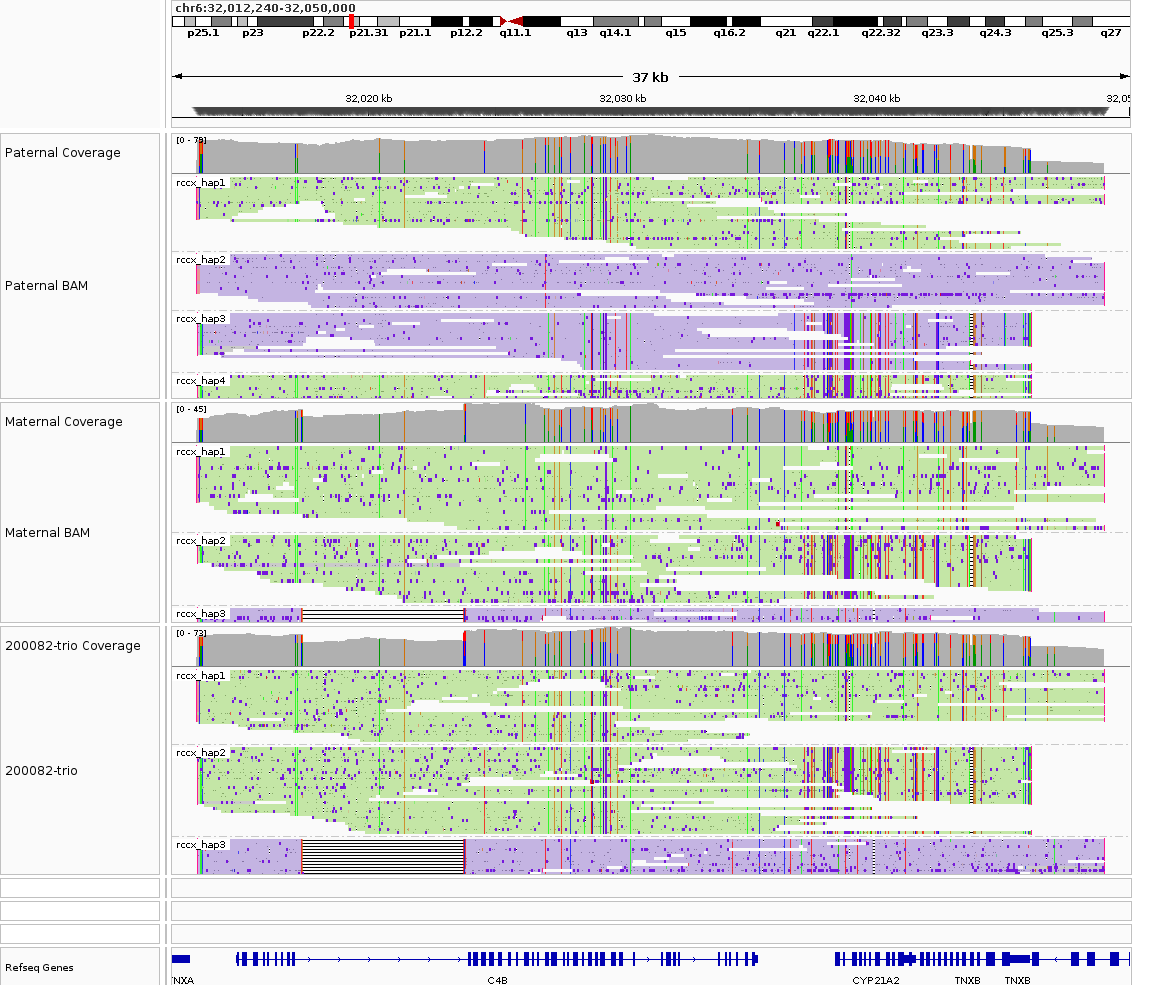 chr6:32,012,240-32,050,000
p25.1 p23 p22.2 p21.31 p21.1 p12.2 q11.1 q13 q14.1 q15 q16.2 q21 q22.1 q22.32 q23.3 q24.3 q25.3 q27
37 kb
32,020 kb 32,030 kb 32,040 kb 32,05
Paternal Coverage
[0 - 79]
rccx_hap1
rccx_hap2
Paternal BAM
rccx_hap3
rccx_hap4
Maternal Coverage
[0 - 45]
rccx_hap1
Maternal BAM
rccx_hap2
rccx_hap3
200082-trio Coverage
[0 - 73]
rccx_hap1
rccx_hap2
200082-trio
rccx_hap3
Refseq Genes
NXA C4B CYP21A2 TNXB TNXB